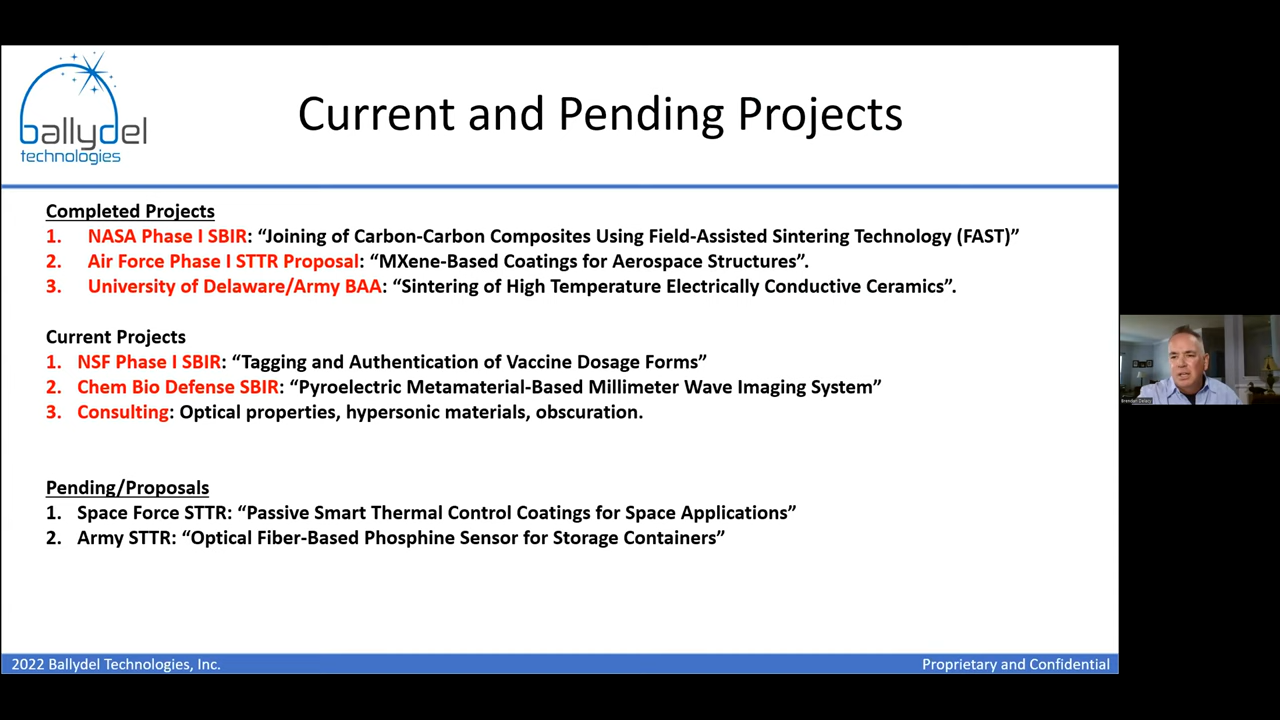 ballydel
technologies
Current and Pending Projects
Completed Projects
1. NASA Phase I SBIR: “Joining of Carbon-Carbon Composites Using Field-Assisted Sintering Technology (FAST)”
2. Air Force Phase I STTR Proposal: “MXene-Based Coatings for Aerospace Structures”.
3. University of Delaware/Army BAA: “Sintering of High Temperature Electrically Conductive Ceramics”.
Current Projects
1. NSF Phase I SBIR: “Tagging and Authentication of Vaccine Dosage Forms”
2. Chem Bio Defense SBIR: “Pyroelectric Metamaterial-Based Millimeter Wave Imaging System”
3. Consulting: Optical properties, hypersonic materials, obscuration.
Pending/Proposals
1. Space Force STTR: “Passive Smart Thermal Control Coatings for Space Applications”
2. Army STTR: “Optical Fiber-Based Phosphine Sensor for Storage Containers”
2022 Ballydel Technologies, Inc.
Proprietary and Confidential